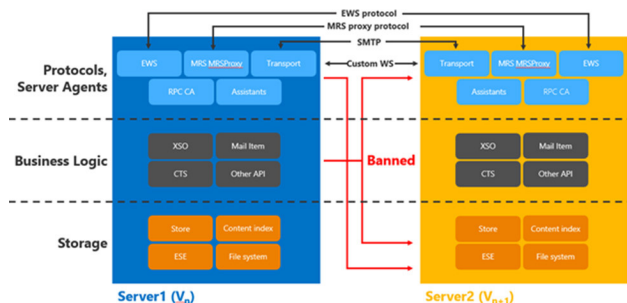 EWS protocol
MRS proxy protocol
SMTP
Custom WS
Protocols,
Server Agents
EWS
MRS MRSProxy
Transport
RPC CA
Assistants
Transport
MRS MRSProxy
EWS
Assistants
RPC CA
Business Logic
XSO
Mail Item
CTS
Other API
Banned
XSO
Mail Item
CTS
Other API
Storage
Store
Content index
ESE
File system
Store
Content index
ESE
File system
Server1 (Vn)
Server2 (Vn+1)